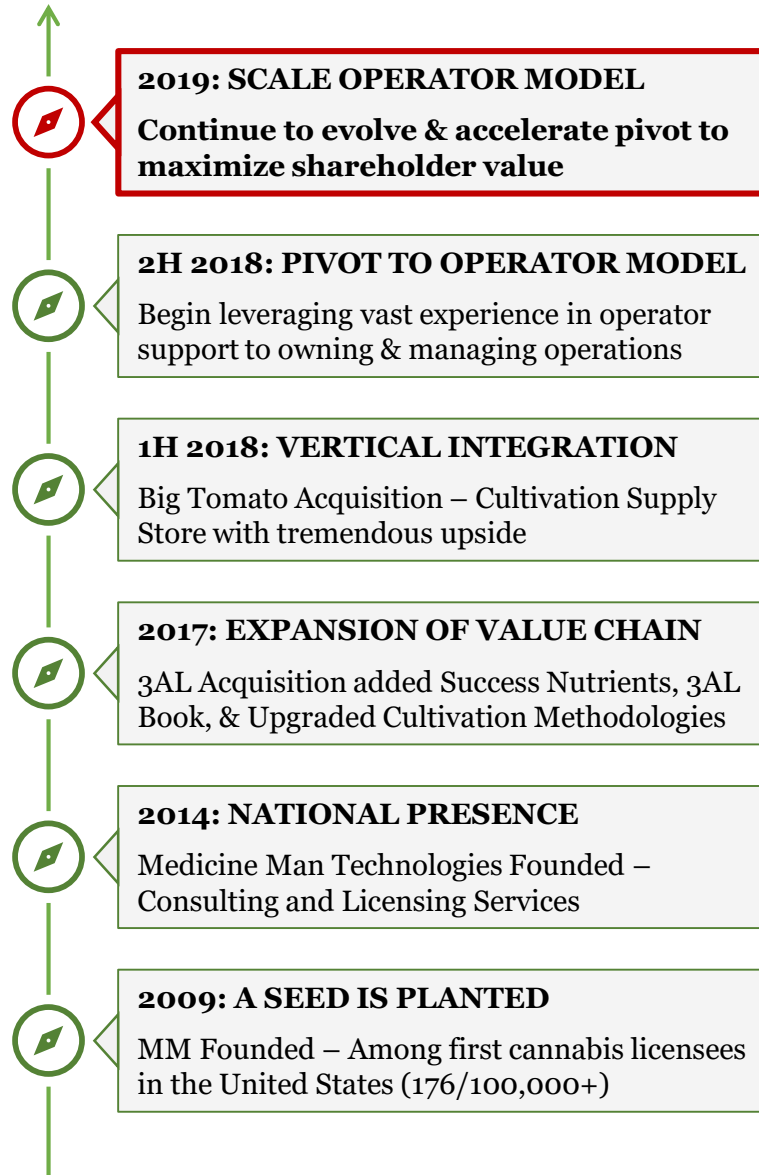 2019: SCALE OPERATOR MODEL
Continue to evolve & accelerate pivot to
maximize shareholder value
2H 2018: PIVOT TO OPERATOR MODEL
Begin leveraging vast experience in operator
support to owning & managing operations
1H 2018: VERTICAL INTEGRATION
Big Tomato Acquisition – Cultivation Supply
Store with tremendous upside
2017: EXPANSION OF VALUE CHAIN
3AL Acquisition added Success Nutrients, 3AL
Book, & Upgraded Cultivation Methodologies
2014: NATIONAL PRESENCE
Medicine Man Technologies Founded –
Consulting and Licensing Services
2009: A SEED IS PLANTED
MM Founded – Among first cannabis licensees
in the United States (176/100,000+)